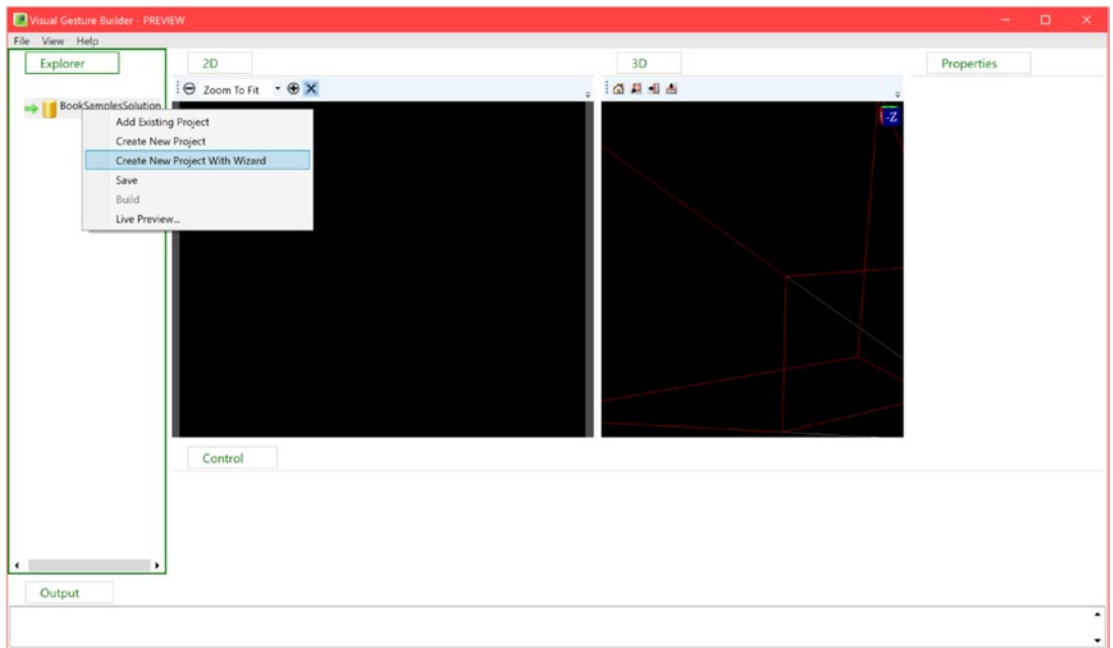 Visual Gesture Builder - PREVIEW
File View Help
Explorer
2D
3D
Properties
Zoom To Fit
-Z
BookSamplesSolution
Add Existing Project
Create New Project
Create New Project With Wizard
Save
Build
Live Preview...
Control
Output